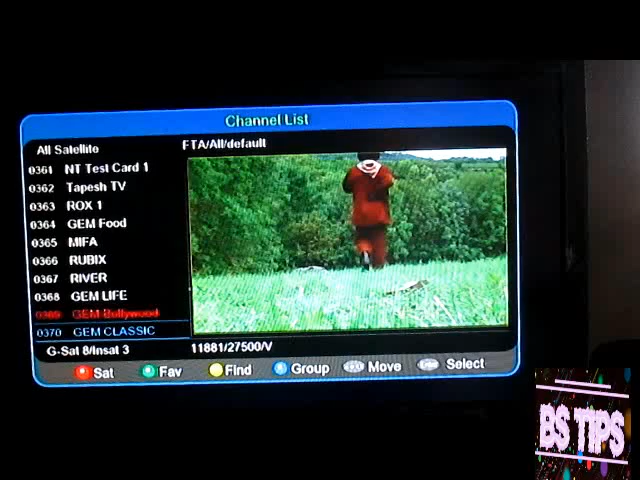 Channel List
All Satellite
FTA/All/default
0361 NT Test Card 1
0362 Tapesh TV
0363 ROX 1
0364 GEM Food
0365 MIFA
0366 RUBIX
0367 RIVER
0368 GEM LIFE
0369 GEM Bollywood
0370 GEM CLASSIC
G-Sat 8/Insat 3
11881/27500/V
Sat Fav Find Group Move Select
BS TIPS